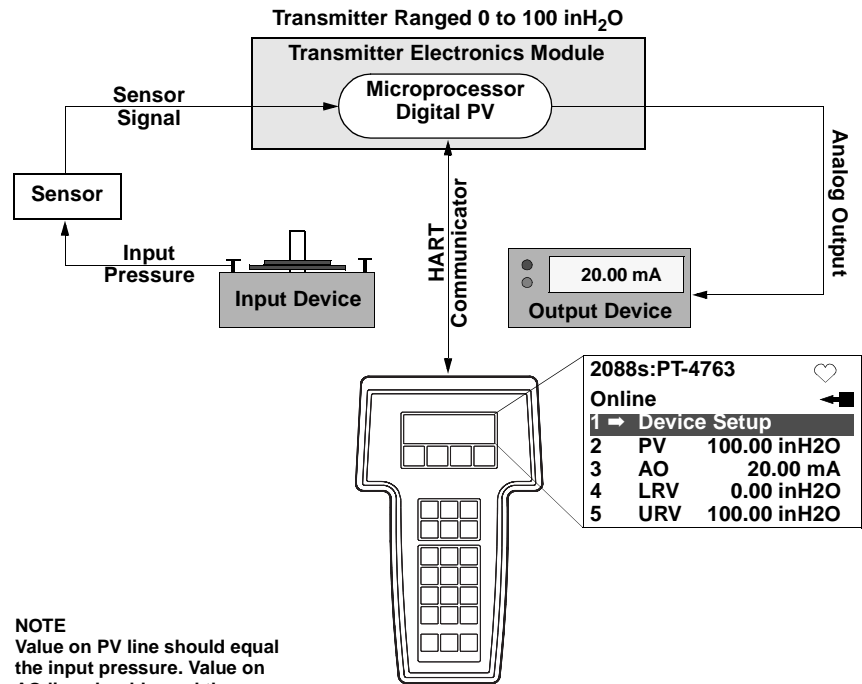 Transmitter Ranged 0 to 100 inH2O
Transmitter Electronics Module
Microprocessor
Digital PV
Sensor
Signal
Analog Output
Sensor
HART
Communicator
Input
Pressure
Input Device
20.00 mA
Output Device
2088s:PT-4763
Online
1 ➡ Device Setup
2 PV 100.00 inH2O
3 AO 20.00 mA
4 LRV 0.00 inH2O
5 URV 100.00 inH2O
NOTE
Value on PV line should equal
the input pressure. Value on